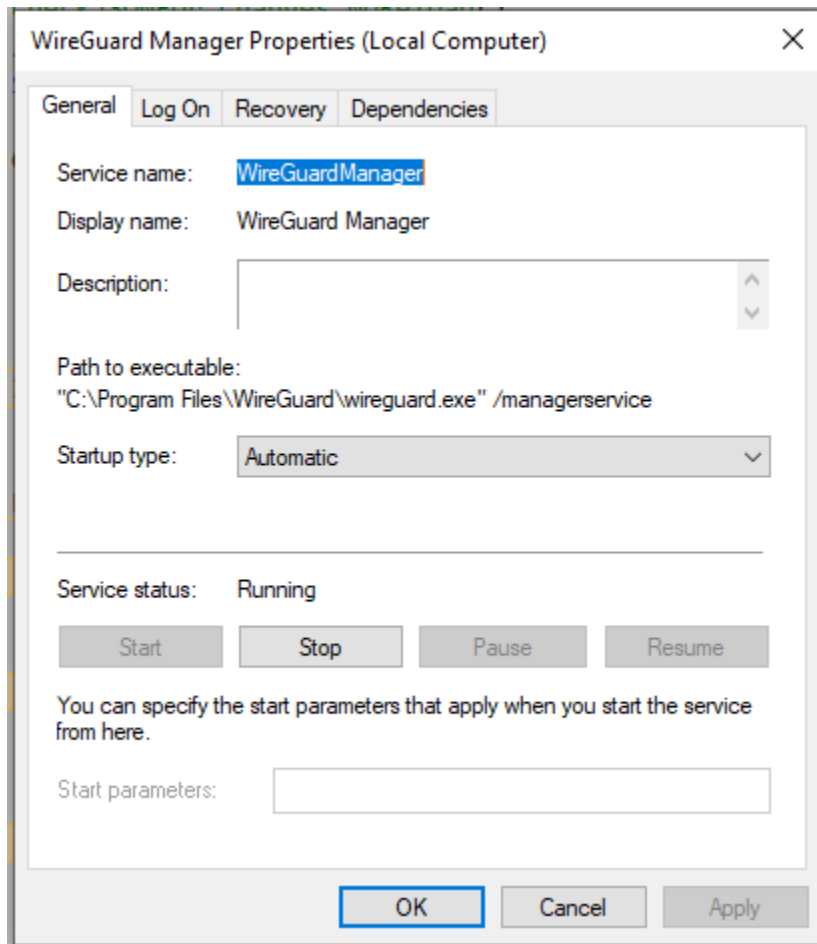 WireGuard Manager Properties (Local Computer)
General Log On Recovery Dependencies
Service name: WireGuardManager
Display name: WireGuard Manager
Description:
Path to executable:
"C:\Program Files\WireGuard\wireguard.exe" /managerservice
Startup type: Automatic
Service status: Running
Start Stop Pause Resume
You can specify the start parameters that apply when you start the service
from here.
Start parameters:
OK Cancel Apply